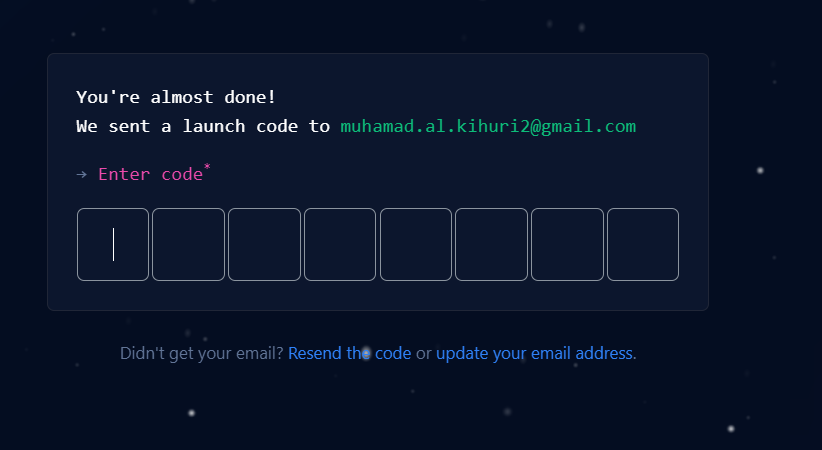 You're almost done!
We sent a launch code to muhamad.al.kihuri2@gmail.com
→ Enter code*
Didn't get your email? Resend the code or update your email address.